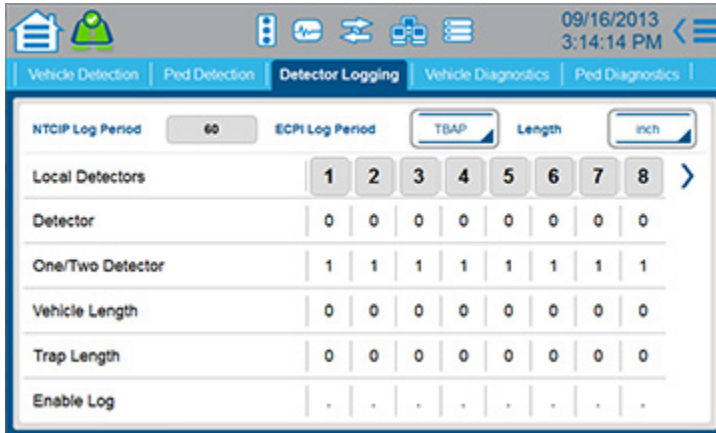 09/16/2013
3:14:14 PM
Vehicle Detection Ped Detection Detector Logging Vehicle Diagnostics Ped Diagnostics
NTCIP Log Period 60 ECPI Log Period TBAP Length inch
Local Detectors 1 2 3 4 5 6 7 8
Detector 0 0 0 0 0 0 0 0
One/Two Detector 1 1 1 1 1 1 1 1
Vehicle Length 0 0 0 0 0 0 0 0
Trap Length 0 0 0 0 0 0 0 0
Enable Log . . . . . . . .